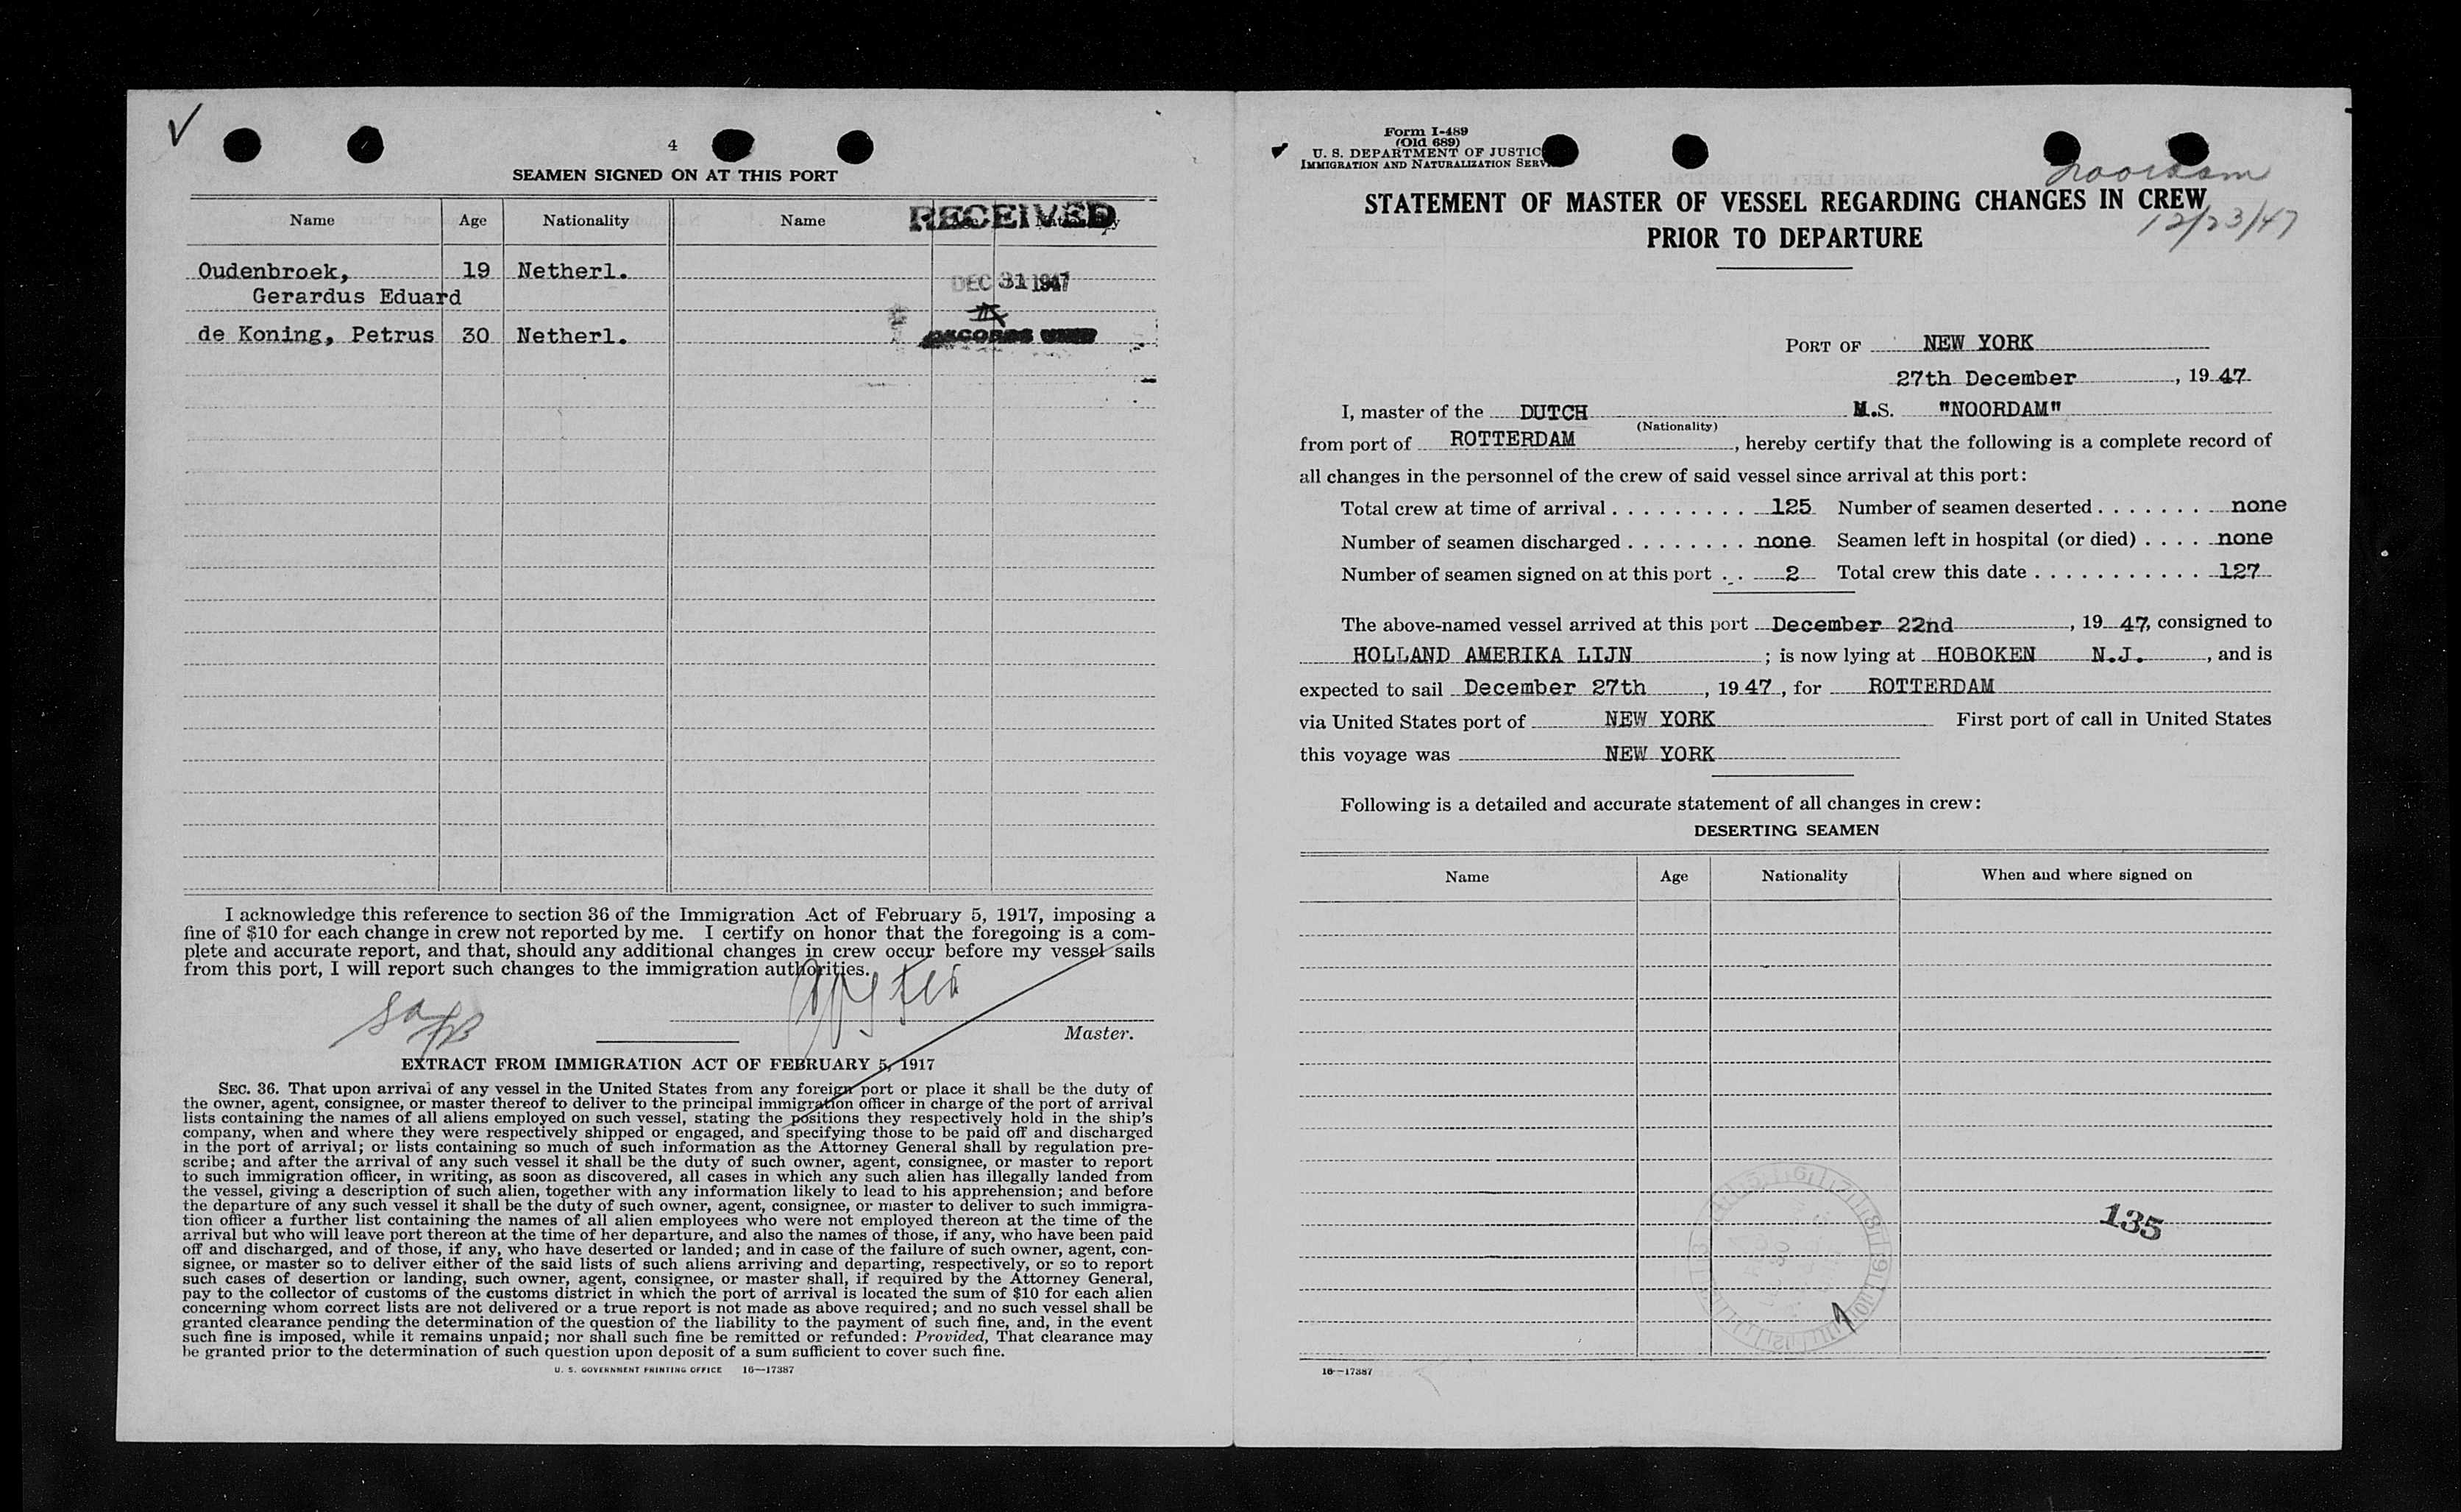 4
SEAMEN SIGNED ON AT THIS PORT
Name Age Nationality Name
RECEIVED
Oudenbroek, 19 Netherl.
Gerardus Eduard
DEC 31 1947
de Koning, Petrus 30 Netherl.
I acknowledge this reference to section 36 of the Immigration Act of February 5, 1917, imposing a
fine of $10 for each change in crew not reported by me. I certify on honor that the foregoing is a com-
plete and accurate report, and that, should any additional changes in crew occur before my vessel sails
from this port, I will report such changes to the immigration authorities.
Master.
EXTRACT FROM IMMIGRATION ACT OF FEBRUARY 5, 1917
SEC. 36. That upon arrival of any vessel in the United States from any foreign port or place it shall be the duty of
the owner, agent, consignee, or master thereof to deliver to the principal immigration officer in charge of the port of arrival
lists containing the names of all aliens employed on such vessel, stating the positions they respectively hold in the ship's
company, when and where they were respectively shipped or engaged, and specifying those to be paid off and discharged
in the port of arrival; or lists containing so much of such information as the Attorney General shall by regulation pre-
scribe; and after the arrival of any such vessel it shall be the duty of such owner, agent, consignee, or master to report
to such immigration officer, in writing, as soon as discovered, all cases in which any such alien has illegally landed from
the vessel, giving a description of such alien, together with any information likely to lead to his apprehension; and before
the departure of any such vessel it shall be the duty of such owner, agent, consignee, or master to deliver to such immigra-
tion officer a further list containing the names of all alien employees who were not employed thereon at the time of the
arrival but who will leave port thereon at the time of her departure, and also the names of those, if any, who have been paid
off and discharged, and of those, if any, who have deserted or landed; and in case of the failure of such owner, agent, con-
signee, or master so to deliver either of the said lists of such aliens arriving and departing, respectively, or so to report
such cases of desertion or landing, such owner, agent, consignee, or master shall, if required by the Attorney General,
pay to the collector of customs of the customs district in which the port of arrival is located the sum of $10 for each alien
concerning whom correct lists are not delivered or a true report is not made as above required; and no such vessel shall be
granted clearance pending the determination of the question of the liability to the payment of such fine, and, in the event
such fine is imposed, while it remains unpaid; nor shall such fine be remitted or refunded: Provided, That clearance may
be granted prior to the determination of such question upon deposit of a sum sufficient to cover such fine.
U. S. GOVERNMENT PRINTING OFFICE 16—17387
Form I-489
(Old 689)
U. S. DEPARTMENT OF JUSTIC
IMMIGRATION AND NATURALIZATION SERV
Noordam
STATEMENT OF MASTER OF VESSEL REGARDING CHANGES IN CREW
12/23/47
PRIOR TO DEPARTURE
PORT OF NEW YORK
27th December, 19 47
I, master of the DUTCH M.S. "NOORDAM"
(Nationality)
from port of ROTTERDAM, hereby certify that the following is a complete record of
all changes in the personnel of the crew of said vessel since arrival at this port:
Total crew at time of arrival . . . . . . . . . 125 Number of seamen deserted . . . . . . . none
Number of seamen discharged . . . . . . . . none Seamen left in hospital (or died) . . . . none
Number of seamen signed on at this port . . 2 Total crew this date . . . . . . . . . . . 127
The above-named vessel arrived at this port December 22nd, 19 47, consigned to
HOLLAND AMERIKA LIJN ; is now lying at HOBOKEN N.J., and is
expected to sail December 27th, 19 47, for ROTTERDAM
via United States port of NEW YORK First port of call in United States
this voyage was NEW YORK
Following is a detailed and accurate statement of all changes in crew:
DESERTING SEAMEN
Name Age Nationality When and where signed on
135
16—17387